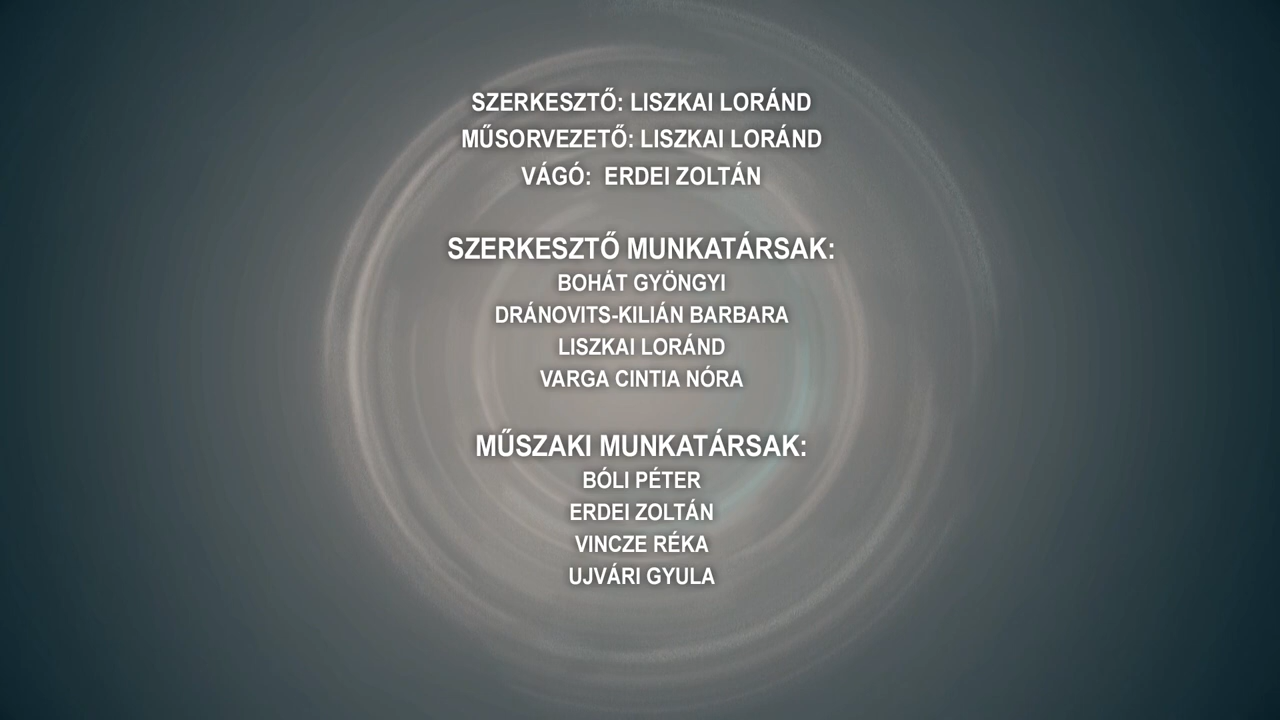 SZERKESZTŐ: LISZKAI LORÁND
MŰSORVEZETŐ: LISZKAI LORÁND
VÁGÓ: ERDEI ZOLTÁN
SZERKESZTŐ MUNKATÁRSAK:
BOHÁT GYÖNGYI
DRÁNOVITS-KILIÁN BARBARA
LISZKAI LORÁND
VARGA CINTIA NÓRA
MŰSZAKI MUNKATÁRSAK:
BÓLI PÉTER
ERDEI ZOLTÁN
VINCZE RÉKA
UJVÁRI GYULA